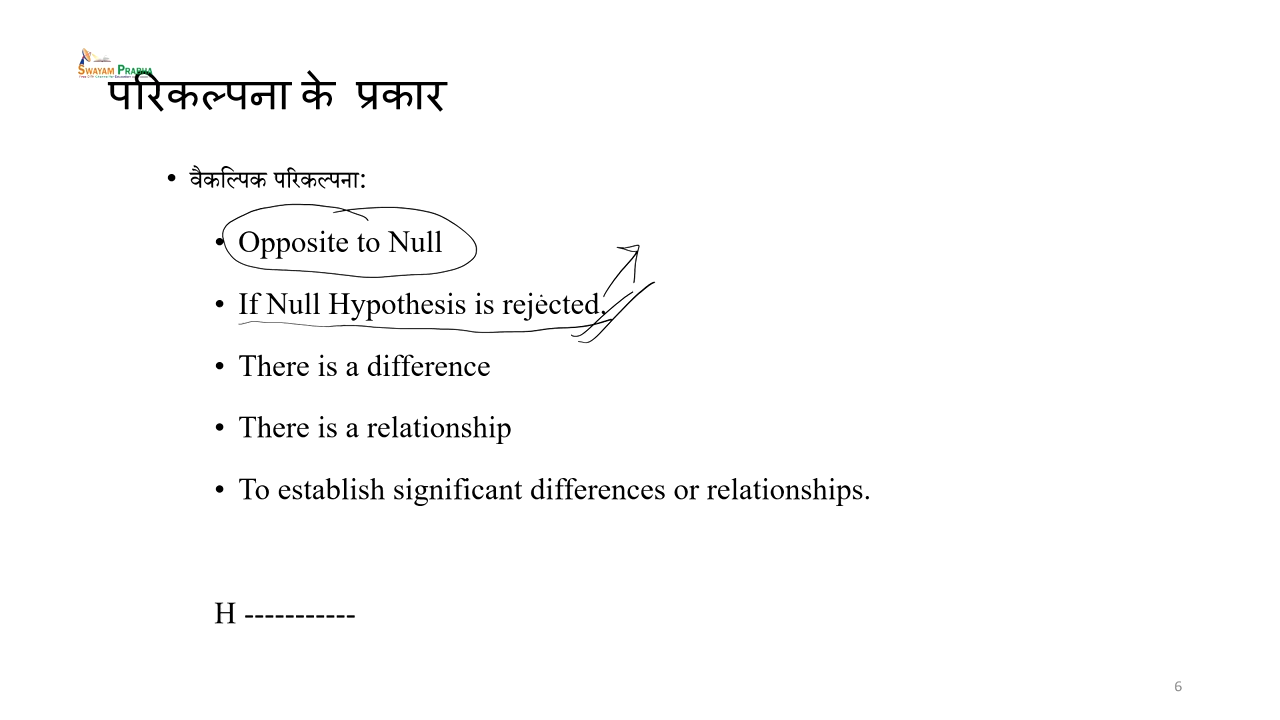 SWAYAM PRABHA
परिकल्पना के प्रकार
• वैकल्पिक परिकल्पना:
• Opposite to Null
• If Null Hypothesis is rejected.
• There is a difference
• There is a relationship
• To establish significant differences or relationships.
H -----------
6